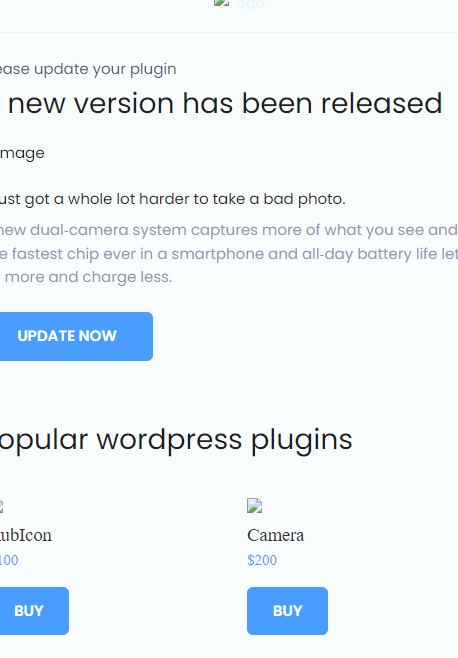 Logo
ease update your plugin
new version has been released
mage
ust got a whole lot harder to take a bad photo.
new dual-camera system captures more of what you see and
e fastest chip ever in a smartphone and all-day battery life let
more and charge less.
UPDATE NOW
opular wordpress plugins
ubIcon
Camera
100
$200
BUY
BUY